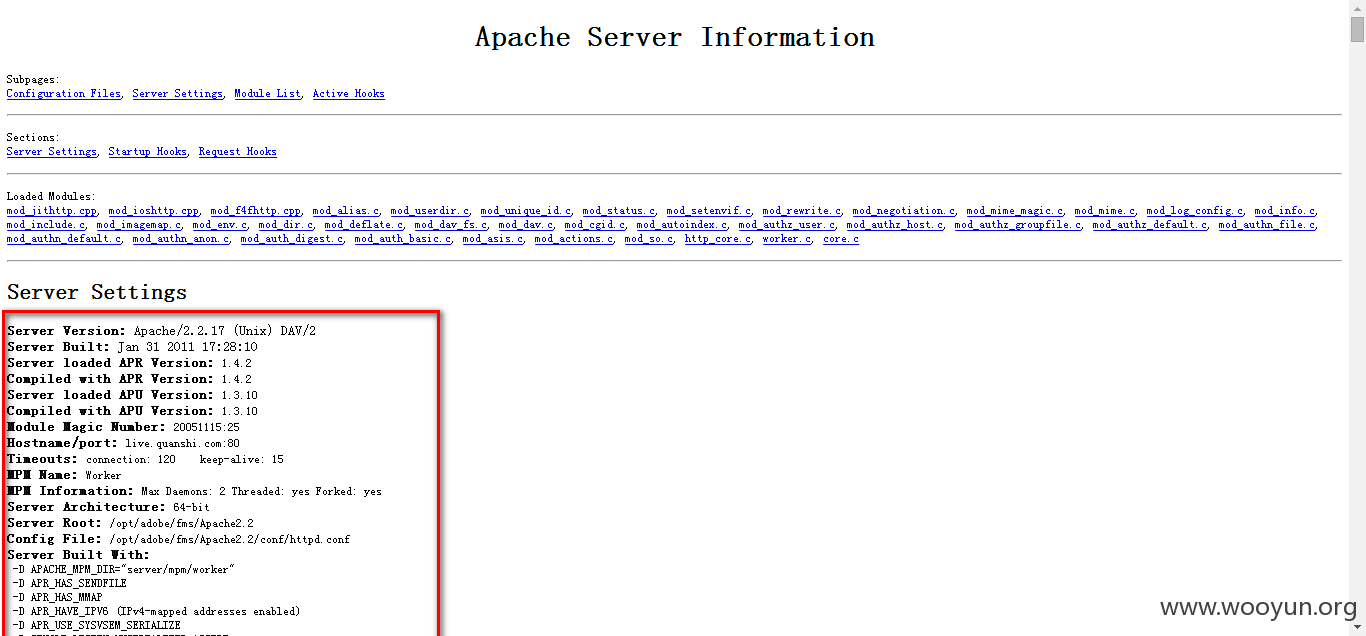 Apache Server Information
Subpages:
Configuration Files, Server Settings, Module List, Active Hooks
Sections:
Server Settings, Startup Hooks, Request Hooks
Loaded Modules:
mod_jithttp.cpp, mod_ioshttp.cpp, mod_f4fhttp.cpp, mod_alias.c, mod_userdir.c, mod_unique_id.c, mod_status.c, mod_setenvif.c, mod_rewrite.c, mod_negotiation.c, mod_mime_magic.c, mod_mime.c, mod_log_config.c, mod_info.c,
mod_include.c, mod_imagemap.c, mod_env.c, mod_dir.c, mod_deflate.c, mod_dav_fs.c, mod_dav.c, mod_cgid.c, mod_autoindex.c, mod_authz_user.c, mod_authz_host.c, mod_authz_groupfile.c, mod_authz_default.c, mod_authn_file.c,
mod_authn_default.c, mod_authn_anon.c, mod_auth_digest.c, mod_auth_basic.c, mod_asis.c, mod_actions.c, mod_so.c, http_core.c, worker.c, core.c
Server Settings
Server Version: Apache/2.2.17 (Unix) DAV/2
Server Built: Jan 31 2011 17:28:10
Server loaded APR Version: 1.4.2
Compiled with APR Version: 1.4.2
Server loaded APU Version: 1.3.10
Compiled with APU Version: 1.3.10
Module Magic Number: 20051115:25
Hostname/port: live.quanshi.com:80
Timeouts: connection: 120 keep-alive: 15
MPM Name: Worker
MPM Information: Max Daemons: 2 Threaded: yes Forked: yes
Server Architecture: 64-bit
Server Root: /opt/adobe/fms/Apache2.2
Config File: /opt/adobe/fms/Apache2.2/conf/httpd.conf
Server Built With:
-D APACHE_MPM_DIR="server/mpm/worker"
-D APR_HAS_SENDFILE
-D APR_HAS_MMAP
-D APR_HAVE_IPV6 (IPv4-mapped addresses enabled)
-D APR_USE_SYSVSEM_SERIALIZE
www.wooyun.org